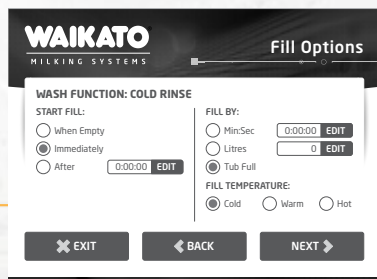 WAIKATO
MILKING SYSTEMS
Fill Options
WASH FUNCTION: COLD RINSE
START FILL:
When Empty
Immediately
After 0:00:00 EDIT
FILL BY:
Min:Sec 0:00:00 EDIT
Litres 0 EDIT
Tub Full
FILL TEMPERATURE:
Cold Warm Hot
EXIT BACK NEXT